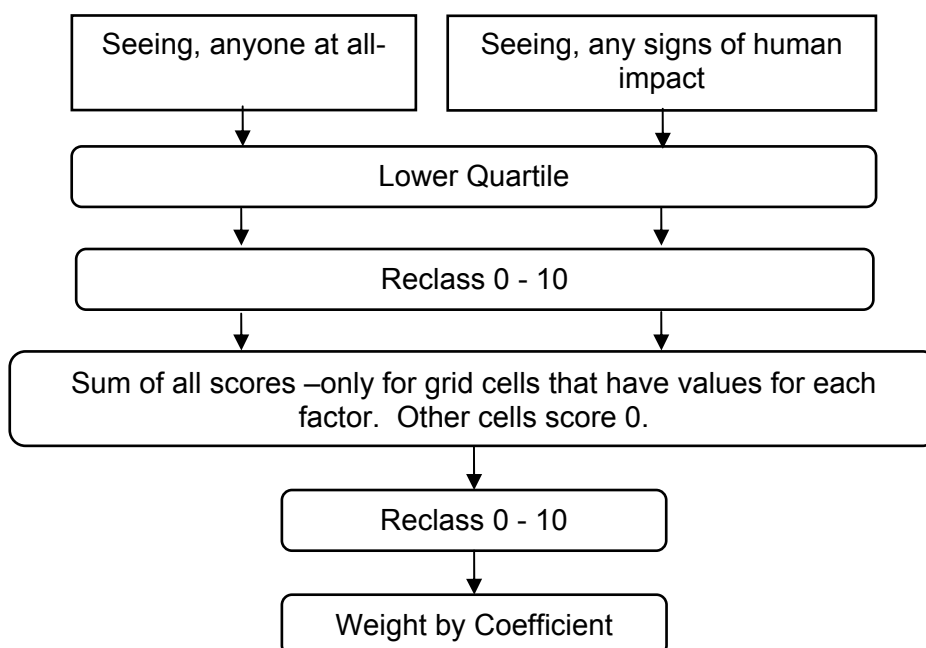 Seeing, anyone at all-
Seeing, any signs of human
impact
Lower Quartile
Reclass 0 - 10
Sum of all scores –only for grid cells that have values for each
factor.  Other cells score 0.
Reclass 0 - 10
Weight by Coefficient